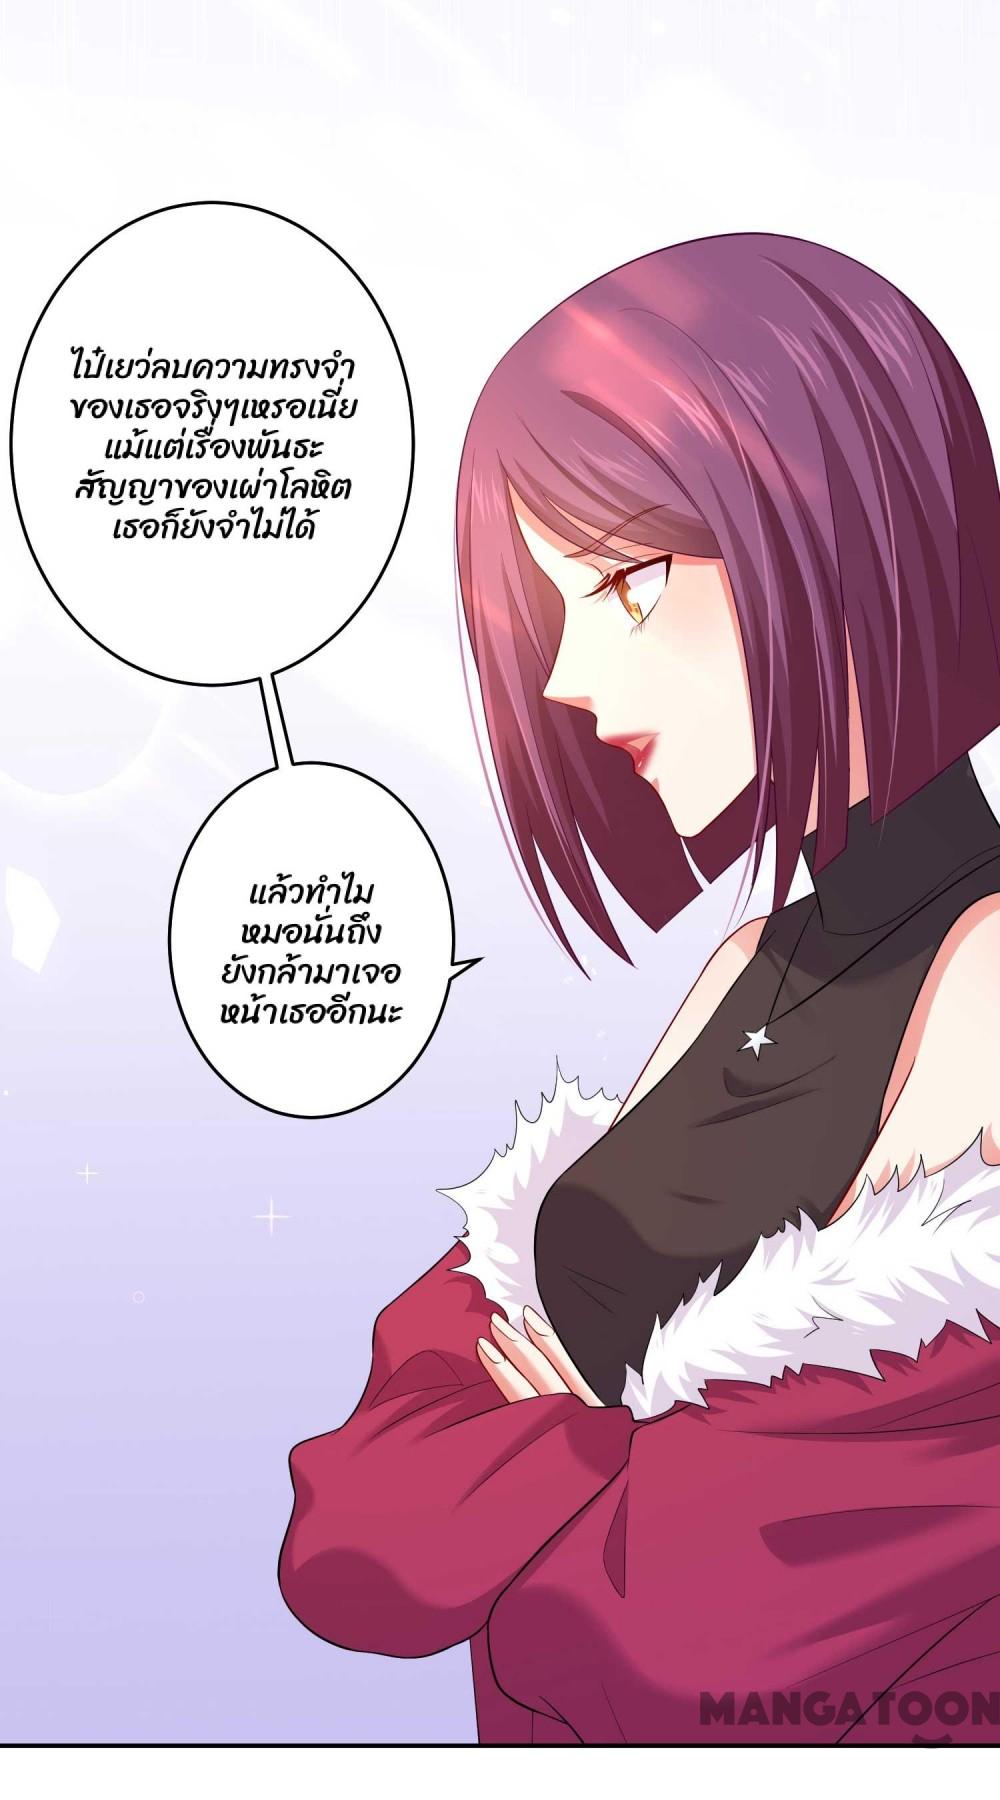 ไป๋เยว่ลบความทรงจำ
ของเธอจริงๆเหรอเนี่ย
แม้แต่เรื่องพันธะ
สัญญาของเผ่าโลหิต
เธอก็ยังจำไม่ได้
แล้วทำไม
หมอนั่นถึง
ยังกล้ามาเจอ
หน้าเธออีกนะ
MANGATOON